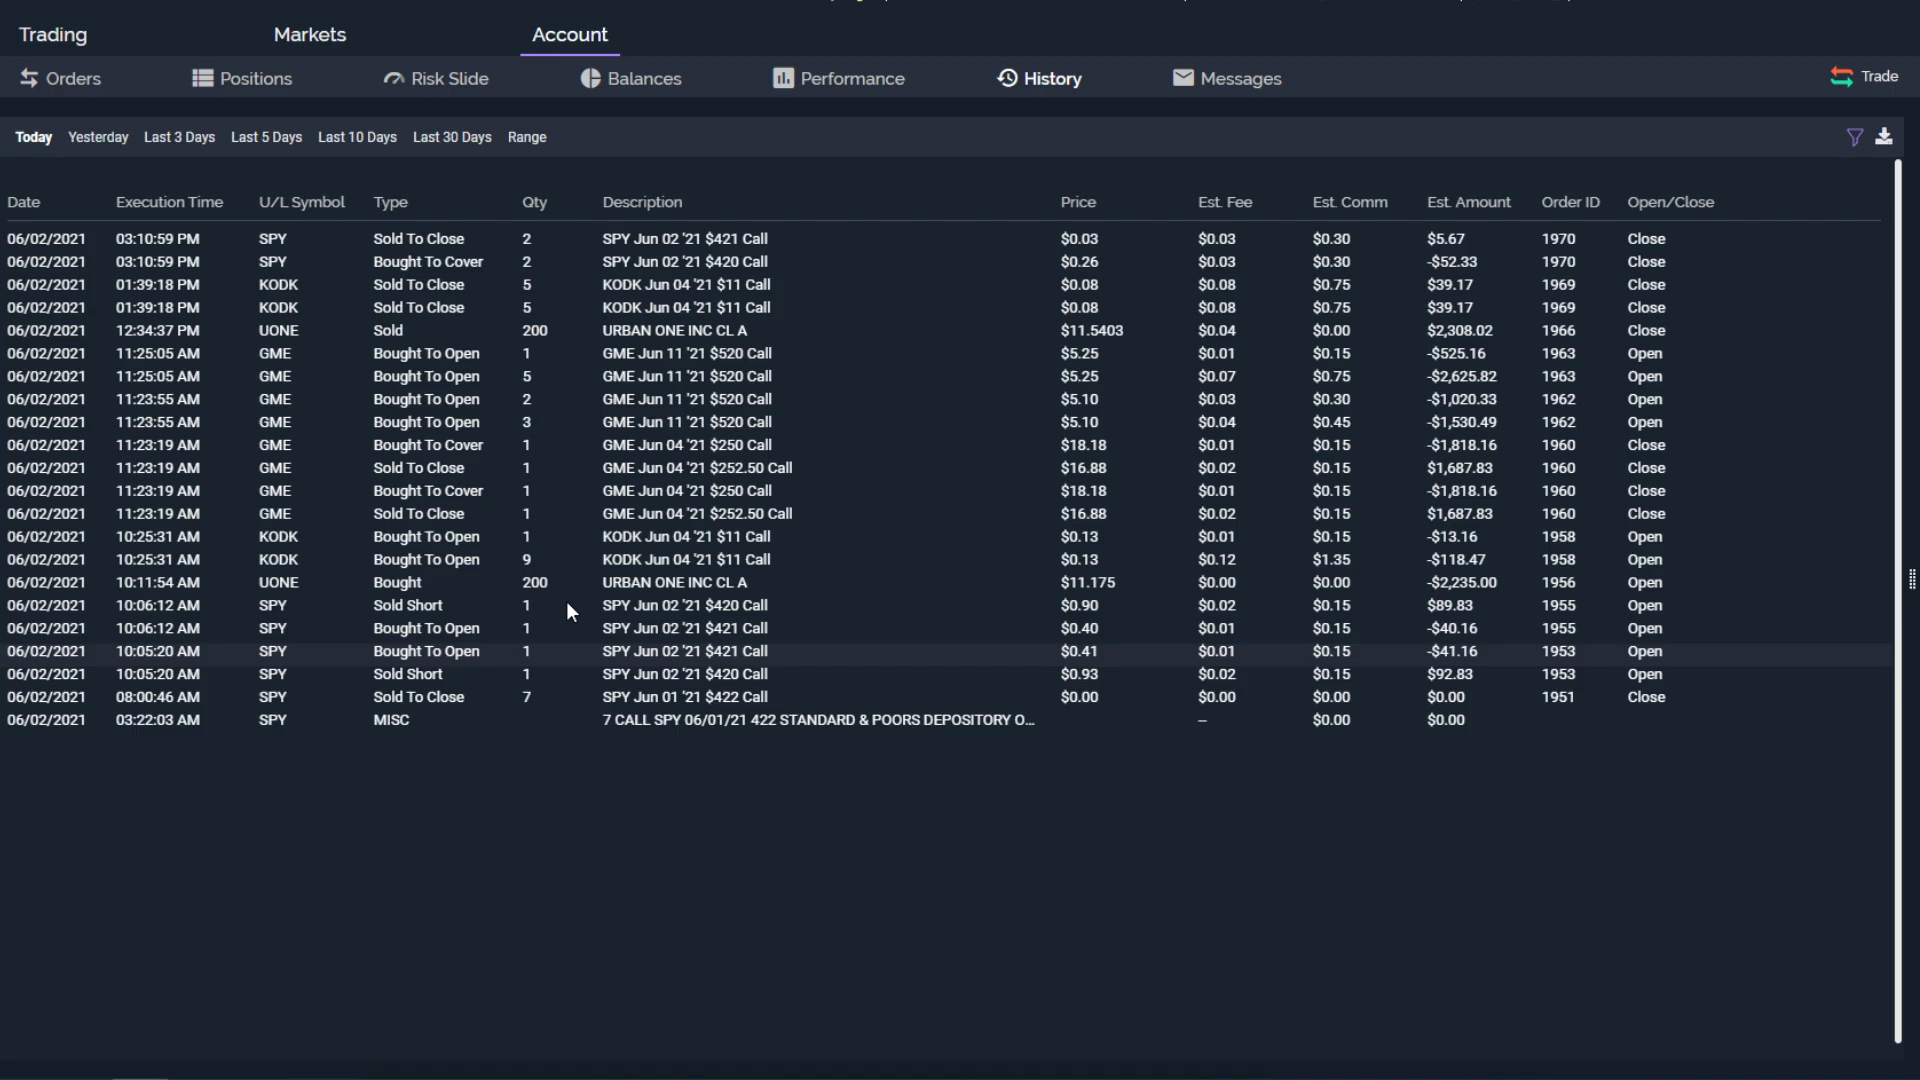 Trading Markets Account
Orders Positions Risk Slide Balances Performance History Messages Trade
Today Yesterday Last 3 Days Last 5 Days Last 10 Days Last 30 Days Range
Date Execution Time U/L Symbol Type Qty Description Price Est. Fee Est. Comm Est. Amount Order ID Open/Close
06/02/2021 03:10:59 PM SPY Sold To Close 2 SPY Jun 02 '21 $421 Call $0.03 $0.03 $0.30 $5.67 1970 Close
06/02/2021 03:10:59 PM SPY Bought To Cover 2 SPY Jun 02 '21 $420 Call $0.26 $0.03 $0.30 -$52.33 1970 Close
06/02/2021 01:39:18 PM KODK Sold To Close 5 KODK Jun 04 '21 $11 Call $0.08 $0.08 $0.75 $39.17 1969 Close
06/02/2021 01:39:18 PM KODK Sold To Close 5 KODK Jun 04 '21 $11 Call $0.08 $0.08 $0.75 $39.17 1969 Close
06/02/2021 12:34:37 PM UONE Sold 200 URBAN ONE INC CL A $11.5403 $0.04 $0.00 $2,308.02 1966 Close
06/02/2021 11:25:05 AM GME Bought To Open 1 GME Jun 11 '21 $520 Call $5.25 $0.01 $0.15 -$525.16 1963 Open
06/02/2021 11:25:05 AM GME Bought To Open 5 GME Jun 11 '21 $520 Call $5.25 $0.07 $0.75 -$2,625.82 1963 Open
06/02/2021 11:23:55 AM GME Bought To Open 2 GME Jun 11 '21 $520 Call $5.10 $0.03 $0.30 -$1,020.33 1962 Open
06/02/2021 11:23:55 AM GME Bought To Open 3 GME Jun 11 '21 $520 Call $5.10 $0.04 $0.45 -$1,530.49 1962 Open
06/02/2021 11:23:19 AM GME Bought To Cover 1 GME Jun 04 '21 $250 Call $18.18 $0.01 $0.15 -$1,818.16 1960 Close
06/02/2021 11:23:19 AM GME Sold To Close 1 GME Jun 04 '21 $252.50 Call $16.88 $0.02 $0.15 $1,687.83 1960 Close
06/02/2021 11:23:19 AM GME Bought To Cover 1 GME Jun 04 '21 $250 Call $18.18 $0.01 $0.15 -$1,818.16 1960 Close
06/02/2021 11:23:19 AM GME Sold To Close 1 GME Jun 04 '21 $252.50 Call $16.88 $0.02 $0.15 $1,687.83 1960 Close
06/02/2021 10:25:31 AM KODK Bought To Open 1 KODK Jun 04 '21 $11 Call $0.13 $0.01 $0.15 -$13.16 1958 Open
06/02/2021 10:25:31 AM KODK Bought To Open 9 KODK Jun 04 '21 $11 Call $0.13 $0.12 $1.35 -$118.47 1958 Open
06/02/2021 10:11:54 AM UONE Bought 200 URBAN ONE INC CL A $11.175 $0.00 $0.00 -$2,235.00 1956 Open
06/02/2021 10:06:12 AM SPY Sold Short 1 SPY Jun 02 '21 $420 Call $0.90 $0.02 $0.15 $89.83 1955 Open
06/02/2021 10:06:12 AM SPY Bought To Open 1 SPY Jun 02 '21 $421 Call $0.40 $0.01 $0.15 -$40.16 1955 Open
06/02/2021 10:05:20 AM SPY Bought To Open 1 SPY Jun 02 '21 $421 Call $0.41 $0.01 $0.15 -$41.16 1953 Open
06/02/2021 10:05:20 AM SPY Sold Short 1 SPY Jun 02 '21 $420 Call $0.93 $0.02 $0.15 $92.83 1953 Open
06/02/2021 08:00:46 AM SPY Sold To Close 7 SPY Jun 01 '21 $422 Call $0.00 $0.00 $0.00 $0.00 1951 Close
06/02/2021 03:22:03 AM SPY MISC 7 CALL SPY 06/01/21 422 STANDARD & POORS DEPOSITORY O... – $0.00 $0.00